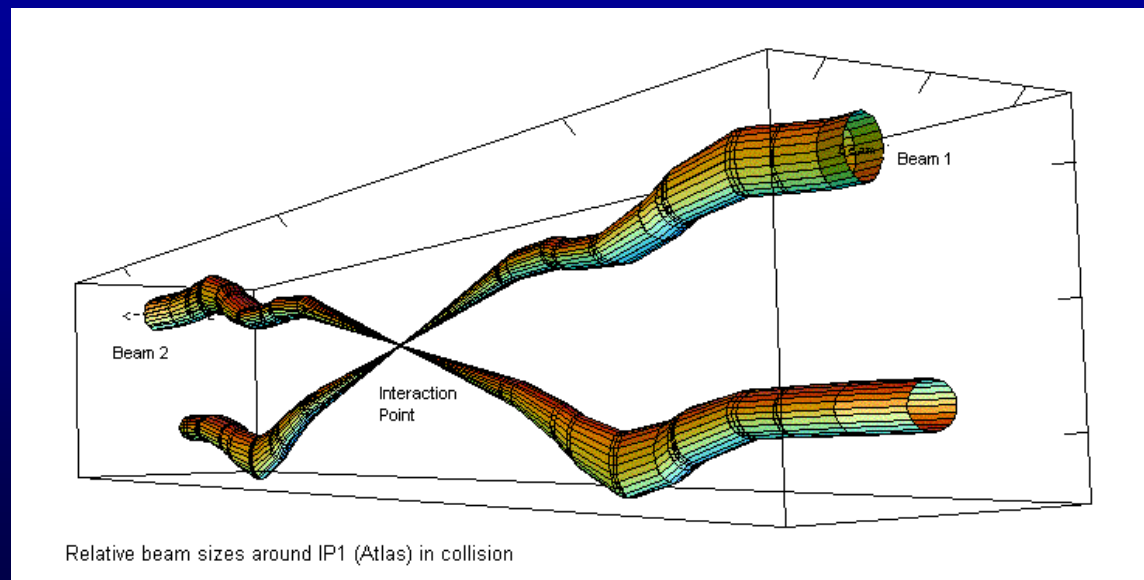 Beam 1
Beam 2
Interaction
Point
Relative beam sizes around IP1 (Atlas) in collision